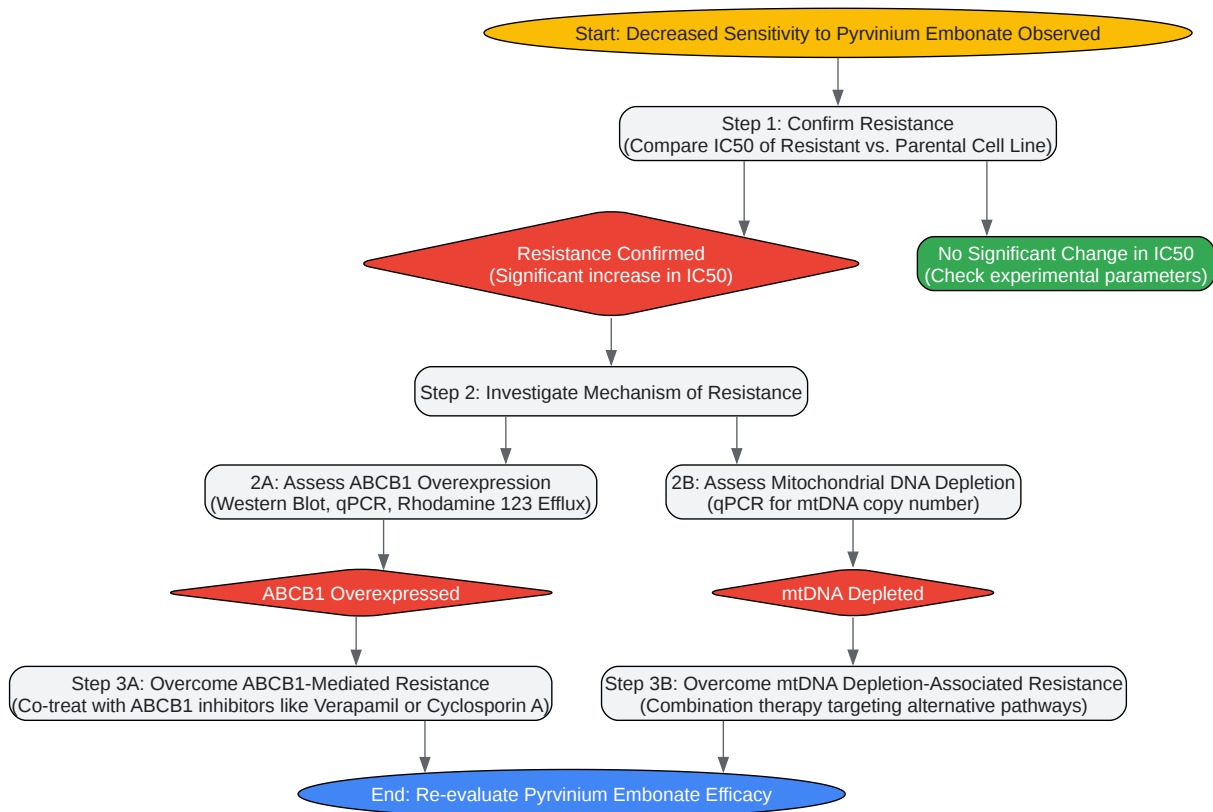 Start: Decreased Sensitivity to Pyrvinium Embonate Observed
Step 1: Confirm Resistance
(Compare IC50 of Resistant vs. Parental Cell Line)
Resistance Confirmed
(Significant increase in IC50)
No Significant Change in IC50
(Check experimental parameters)
Step 2: Investigate Mechanism of Resistance
2A: Assess ABCB1 Overexpression
(Western Blot, qPCR, Rhodamine 123 Efflux)
2B: Assess Mitochondrial DNA Depletion
(qPCR for mtDNA copy number)
ABCB1 Overexpressed
mtDNA Depleted
Step 3A: Overcome ABCB1-Mediated Resistance
(Co-treat with ABCB1 inhibitors like Verapamil or Cyclosporin A)
Step 3B: Overcome mtDNA Depletion-Associated Resistance
(Combination therapy targeting alternative pathways)
End: Re-evaluate Pyrvinium Embonate Efficacy